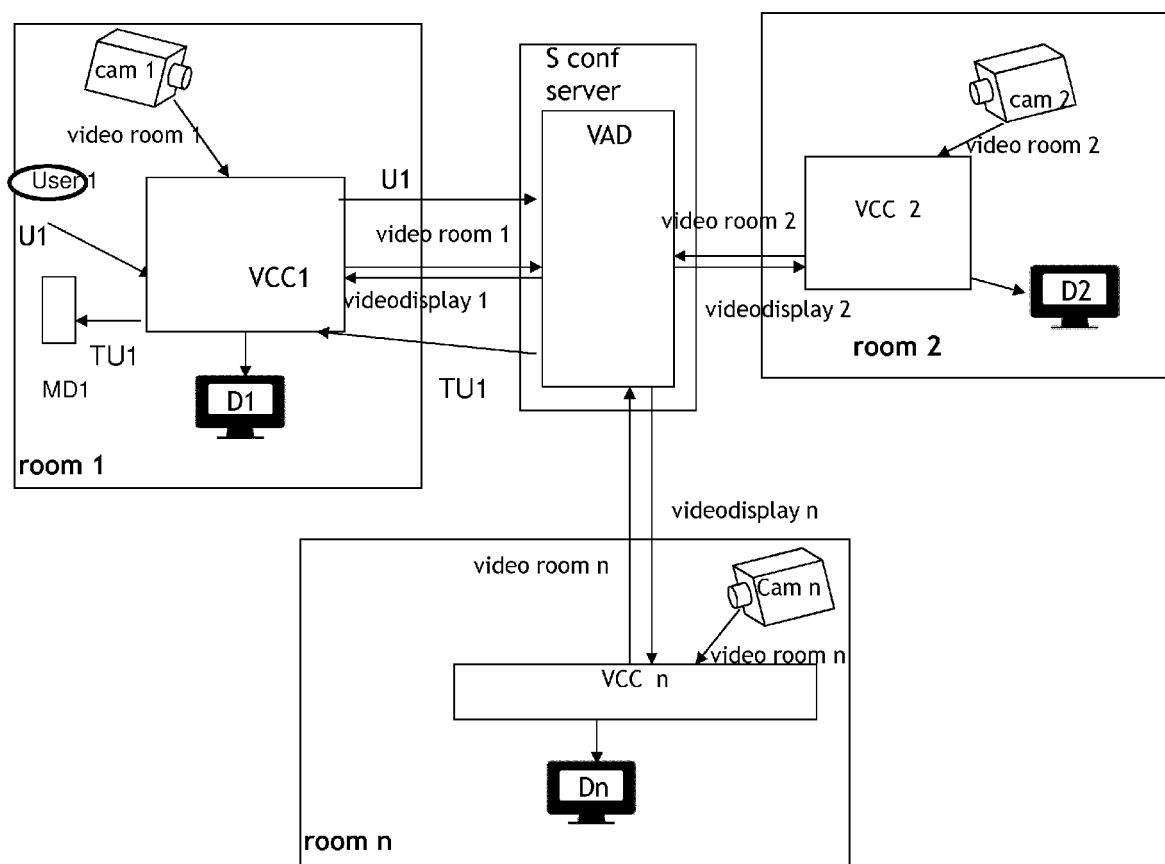 cam 1
video room 1
User 1
U1
VCC1
MD1
TU1
D1
room 1
U1
video room 1
videodisplay 1
TU1
S conf
server
VAD
cam 2
video room 2
VCC 2
D2
room 2
video room 2
videodisplay 2
videodisplay n
video room n
Cam n
video room n
VCC n
Dn
room n